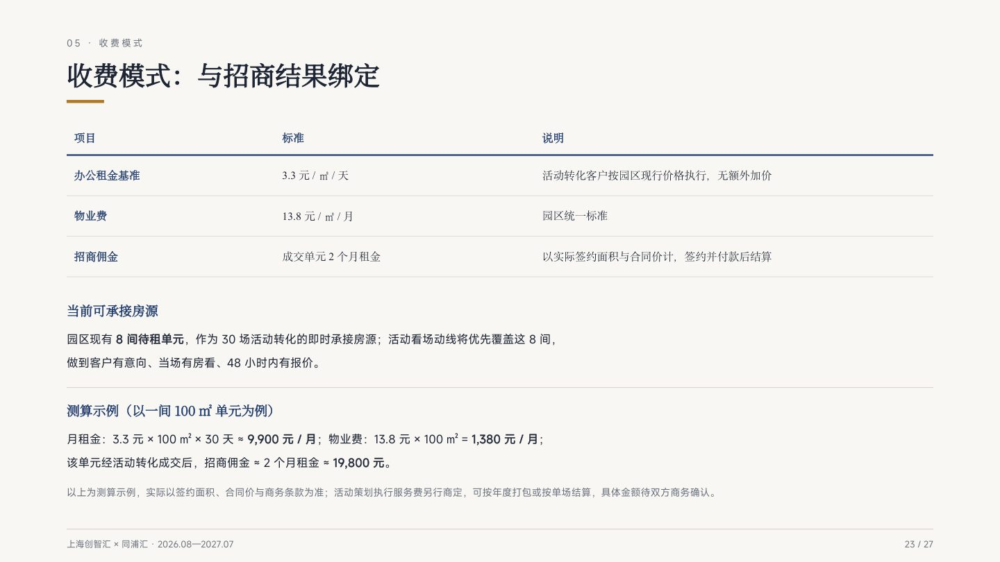 05 · 收费模式
收费模式：与招商结果绑定
项目 标准 说明
办公租金基准 3.3 元 / ㎡ / 天 活动转化客户按园区现行价格执行，无额外加价
物业费 13.8 元 / ㎡ / 月 园区统一标准
招商佣金 成交单元 2 个月租金 以实际签约面积与合同价计，签约并付款后结算
当前可承接房源
园区现有 8 间待租单元，作为 30 场活动转化的即时承接房源；活动看场动线将优先覆盖这 8 间，
做到客户有意向、当场有房看、48 小时内有报价。
测算示例（以一间 100 ㎡ 单元为例）
月租金：3.3 元 × 100 ㎡ × 30 天 ≈ 9,900 元 / 月；物业费：13.8 元 × 100 ㎡ = 1,380 元 / 月；
该单元经活动转化成交后，招商佣金 ≈ 2 个月租金 ≈ 19,800 元。
以上为测算示例，实际以签约面积、合同价与商务条款为准；活动策划执行服务费另行商定，可按年度打包或按单场结算，具体金额待双方商务确认。
上海创智汇 × 同浦汇 · 2026.08—2027.07
23 / 27